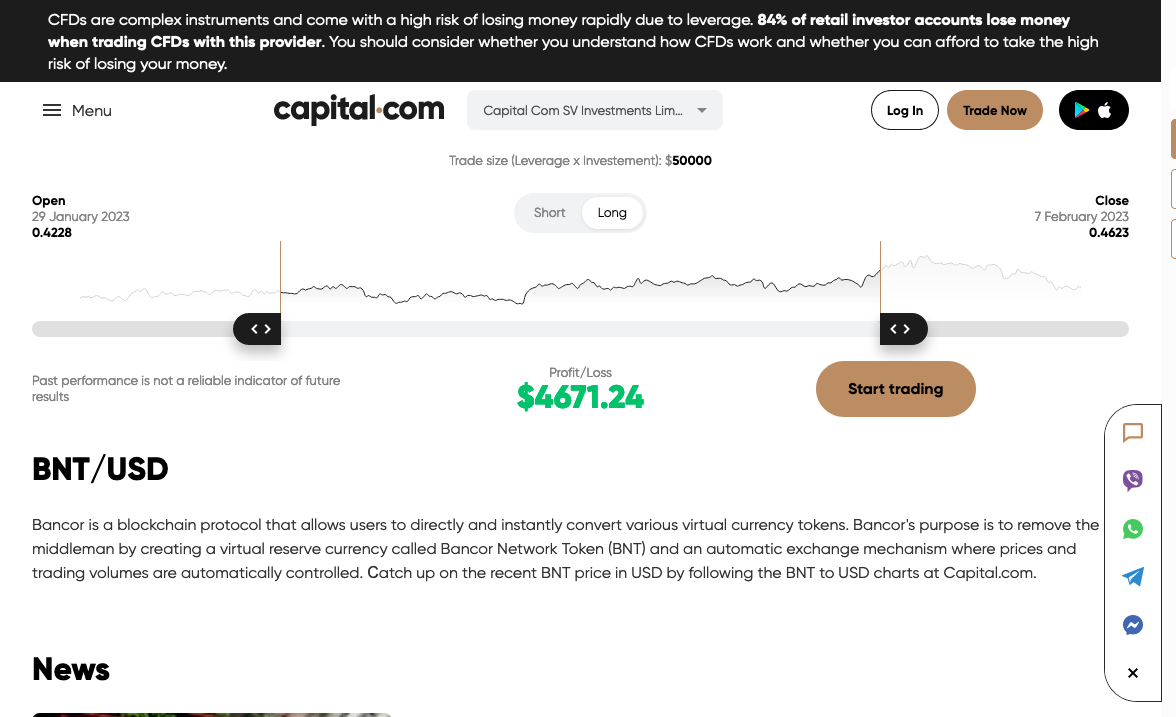 CFDs are complex instruments and come with a high risk of losing money rapidly due to leverage. 84% of retail investor accounts lose money
when trading CFDs with this provider. You should consider whether you understand how CFDs work and whether you can afford to take the high
risk of losing your money.
Menu
capital.com
Capital Com SV Investments Lim...
Log In
Trade Now
Trade size (Leverage x Investement): $50000
Open
29 January 2023
0.4228
Short
Long
Close
7 February 2023
0.4623
Past performance is not a reliable indicator of future
results
Profit/Loss
$4671.24
Start trading
BNT/USD
Bancor is a blockchain protocol that allows users to directly and instantly convert various virtual currency tokens. Bancor's purpose is to remove the
middleman by creating a virtual reserve currency called Bancor Network Token (BNT) and an automatic exchange mechanism where prices and
trading volumes are automatically controlled. Catch up on the recent BNT price in USD by following the BNT to USD charts at Capital.com.
News